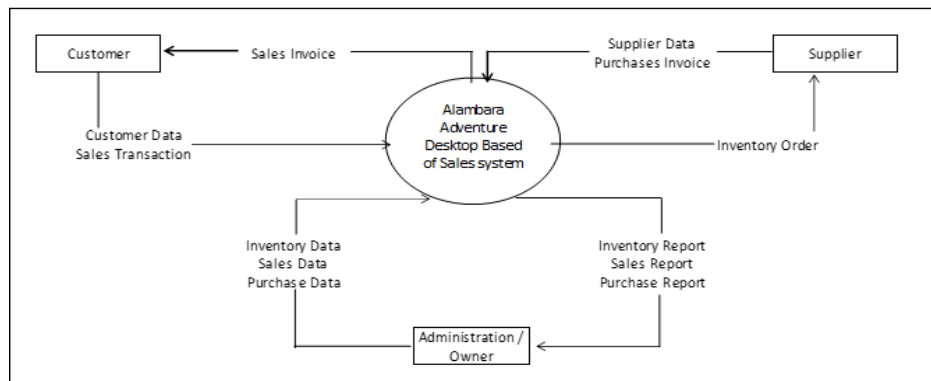 Customer
Sales Invoice
Supplier Data
Purchases Invoice
Supplier
Alambara
Adventure
Desktop Based
of Sales system
Customer Data
Sales Transaction
Inventory Order
Inventory Data
Sales Data
Purchase Data
Inventory Report
Sales Report
Purchase Report
Administration /
Owner